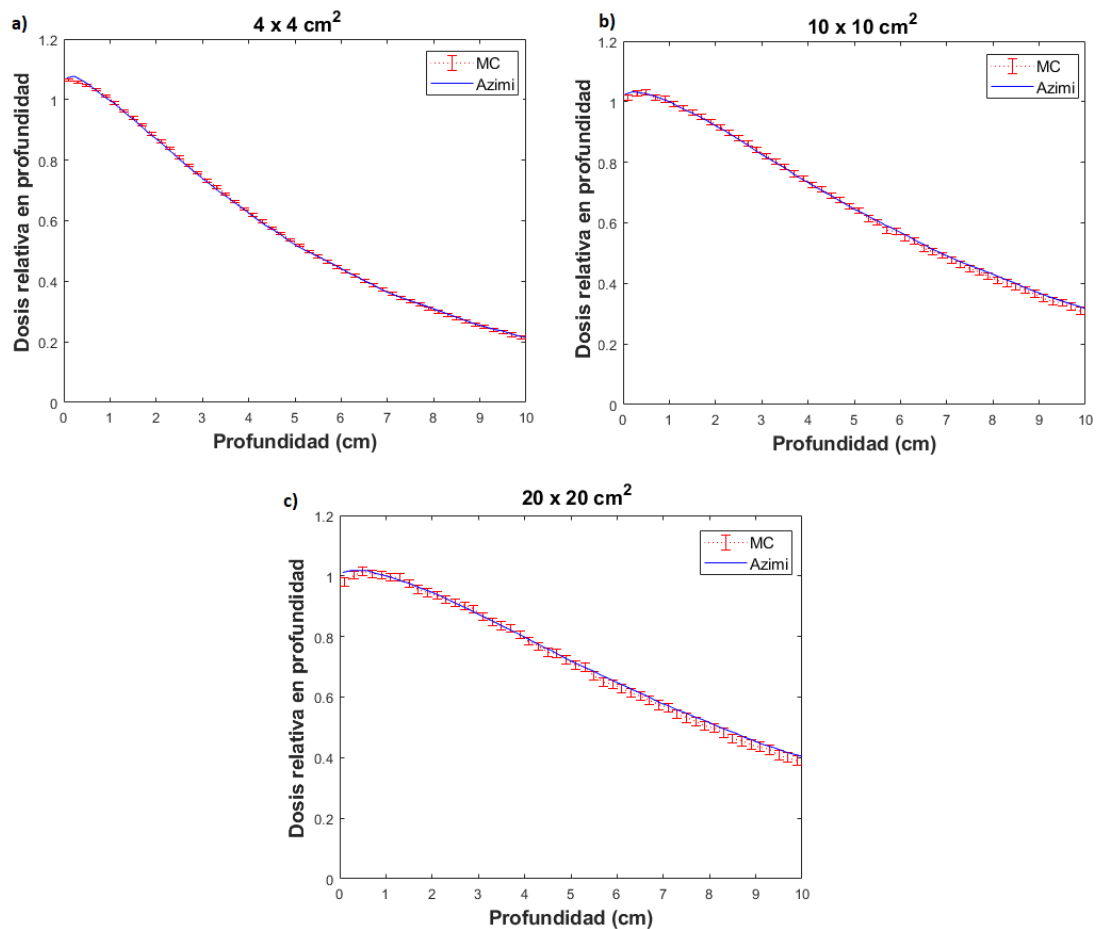 a)
4 x 4 cm²
1.2
1
0.8
0.6
0.4
0.2
0
0 1 2 3 4 5 6 7 8 9 10
Dosis relativa en profundidad
Profundidad (cm)
MC
Azimi
b)
10 x 10 cm²
1.2
1
0.8
0.6
0.4
0.2
0
0 1 2 3 4 5 6 7 8 9 10
Dosis relativa en profundidad
Profundidad (cm)
MC
Azimi
c)
20 x 20 cm²
1.2
1
0.8
0.6
0.4
0.2
0
0 1 2 3 4 5 6 7 8 9 10
Dosis relativa en profundidad
Profundidad (cm)
MC
Azimi